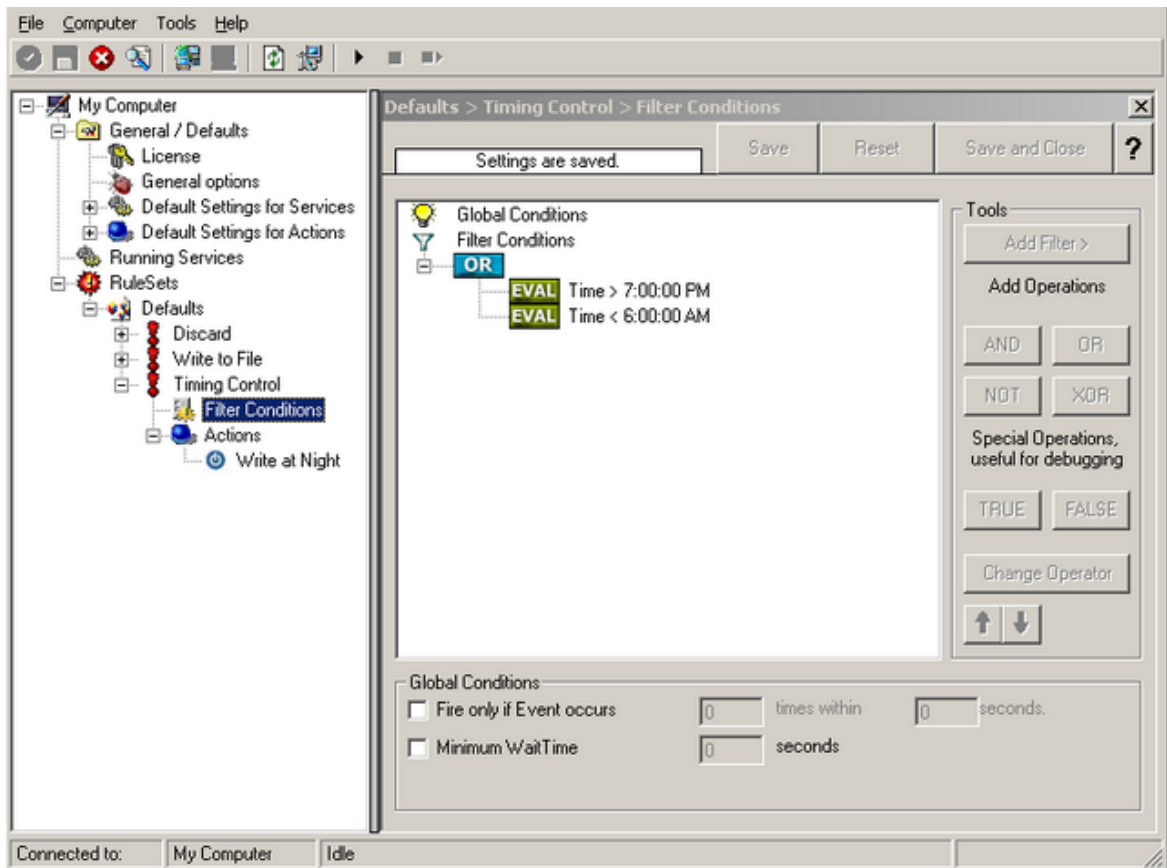 File Computer Tools Help
My Computer
General / Defaults
License
General options
Default Settings for Services
Default Settings for Actions
Running Services
RuleSets
Defaults
Discard
Write to File
Timing Control
Filter Conditions
Actions
Write at Night
Defaults > Timing Control > Filter Conditions
Settings are saved.
Save
Reset
Save and Close
?
Global Conditions
Filter Conditions
OR
EVAL Time > 7:00:00 PM
EVAL Time < 6:00:00 AM
Tools
Add Filter >
Add Operations
AND OR
NOT XOR
Special Operations,
useful for debugging
TRUE FALSE
Change Operator
Global Conditions
Fire only if Event occurs 0 times within 0 seconds.
Minimum WaitTime 0 seconds
Connected to: My Computer Idle